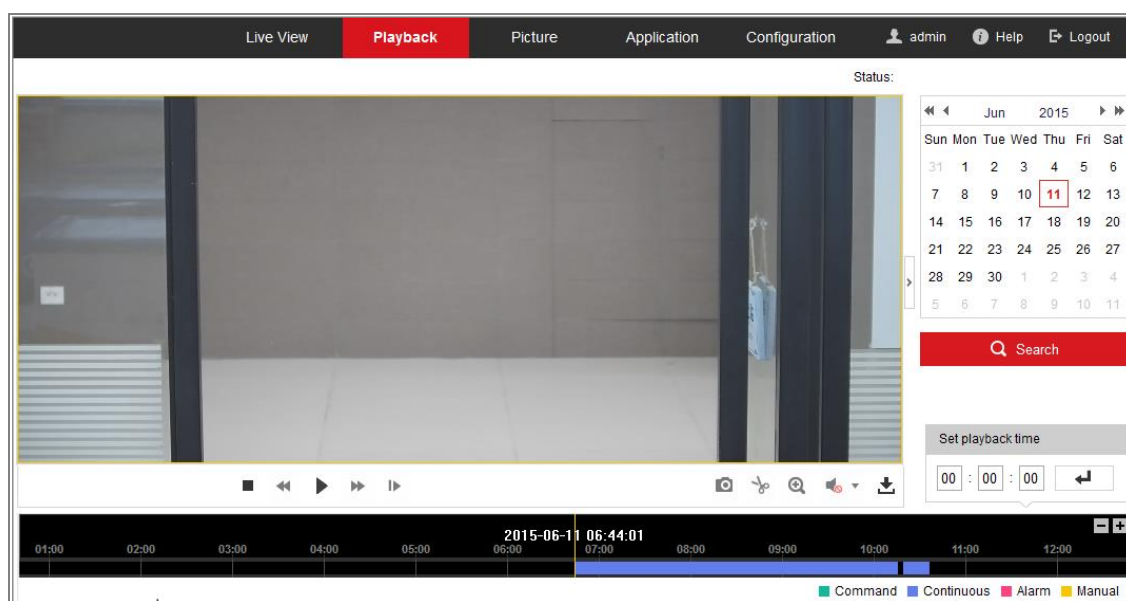 Live View Playback Picture Application Configuration admin Help Logout
Status:
Jun 2015
Sun Mon Tue Wed Thu Fri Sat
31 1 2 3 4 5 6
7 8 9 10 11 12 13
14 15 16 17 18 19 20
21 22 23 24 25 26 27
28 29 30 1 2 3 4
5 6 7 8 9 10 11
Search
Set playback time
00 : 00 : 00
2015-06-11 06:44:01
01:00 02:00 03:00 04:00 05:00 06:00 07:00 08:00 09:00 10:00 11:00 12:00
Command Continuous Alarm Manual